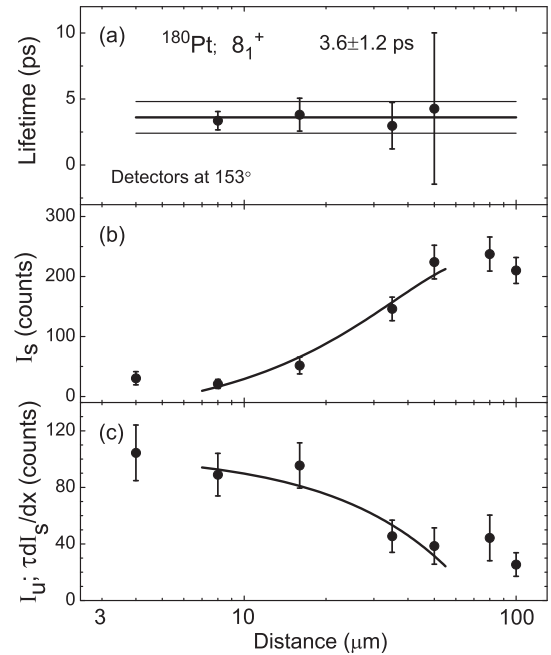 (a)
¹⁸⁰Pt; 8₁⁺
3.6±1.2 ps
10
5
0
Lifetime (ps)
Detectors at 153°
(b)
300
200
100
0
Iₛ (counts)
(c)
120
80
40
0
Iᵤ; τdIₛ/dx (counts)
3 10 30 100
Distance (μm)